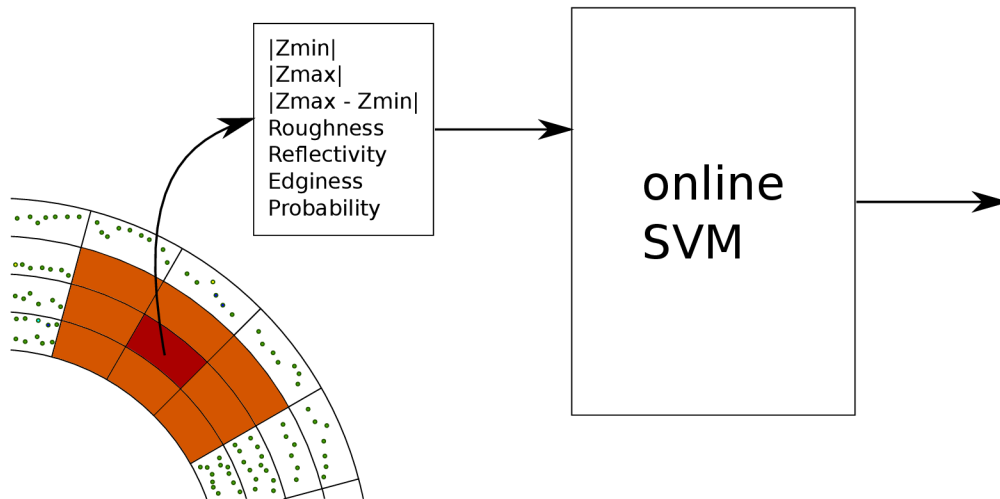 |Zmin|
|Zmax|
|Zmax - Zmin|
Roughness
Reflectivity
Edginess
Probability
online
SVM